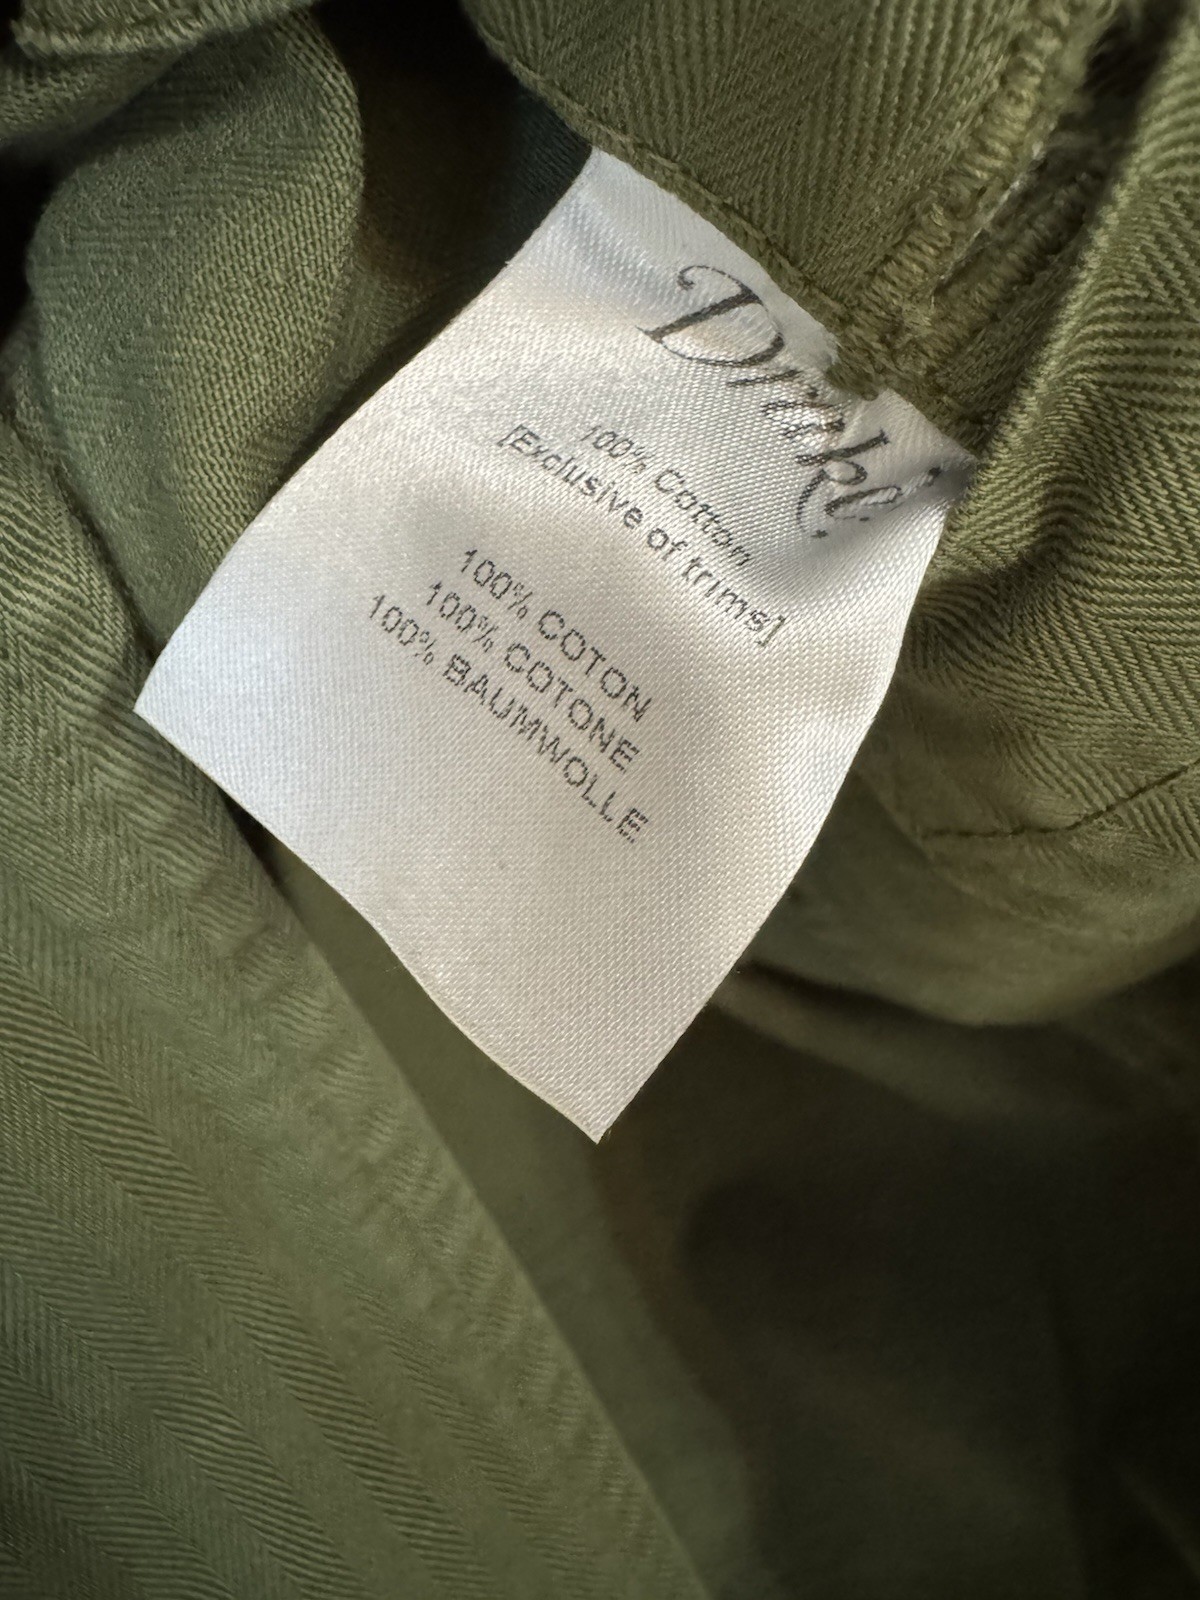 Drake's
100% Cotton
[Exclusive of trims]
100% COTON
100% COTONE
100% BAUMWOLLE